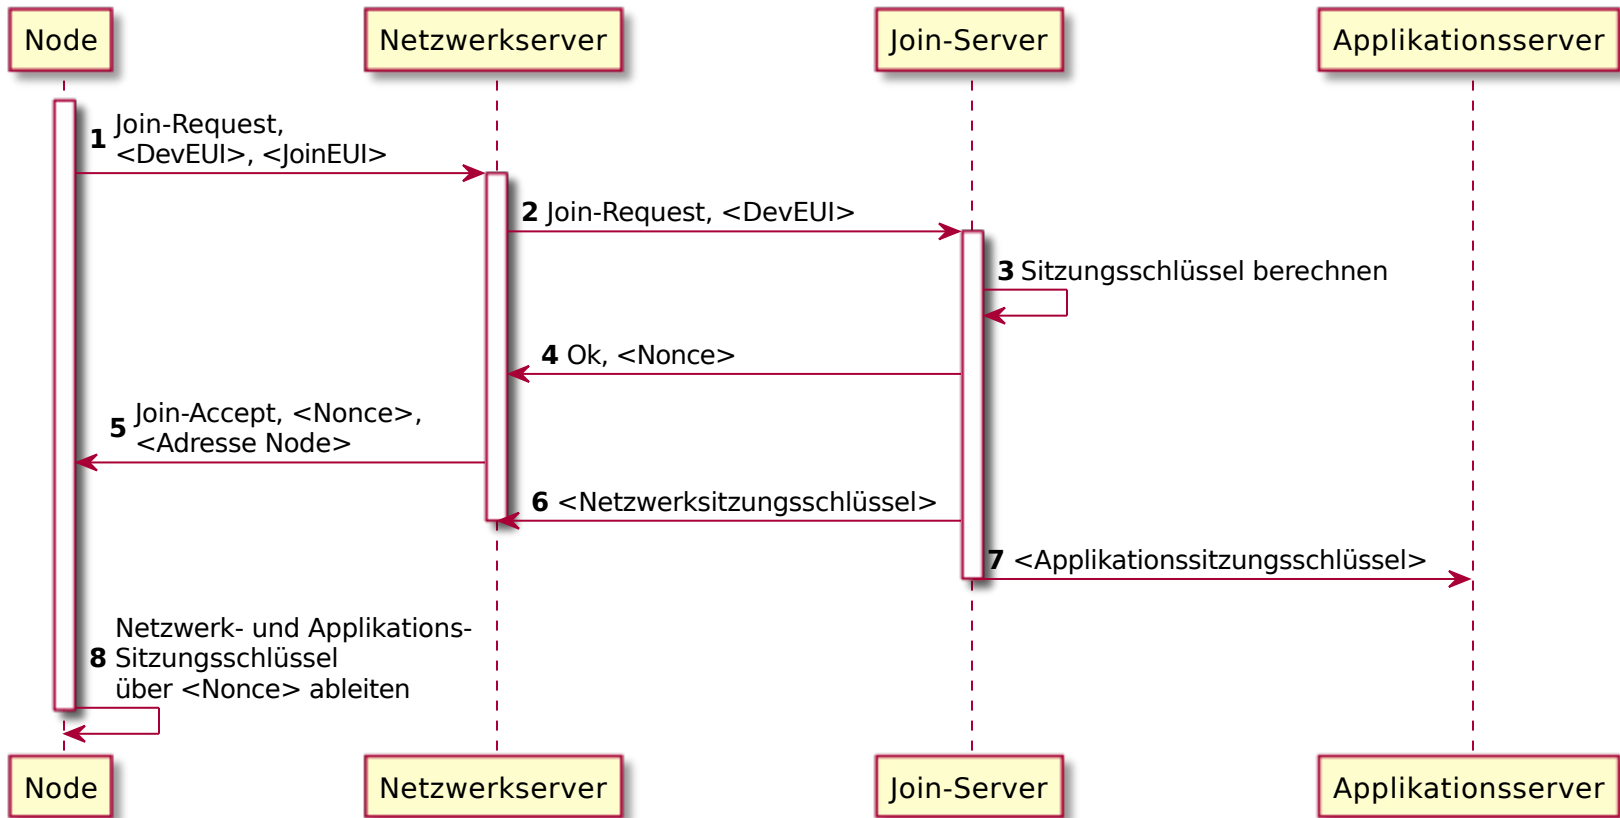 Node
Netzwerkserver
Join-Server
Applikationsserver
1 Join-Request,
<DevEUI>, <JoinEUI>
2 Join-Request, <DevEUI>
3 Sitzungsschlüssel berechnen
4 Ok, <Nonce>
5 Join-Accept, <Nonce>,
<Adresse Node>
6 <Netzwerksitzungsschlüssel>
7 <Applikationssitzungsschlüssel>
Netzwerk- und Applikations-
8 Sitzungsschlüssel
über <Nonce> ableiten
Node
Netzwerkserver
Join-Server
Applikationsserver